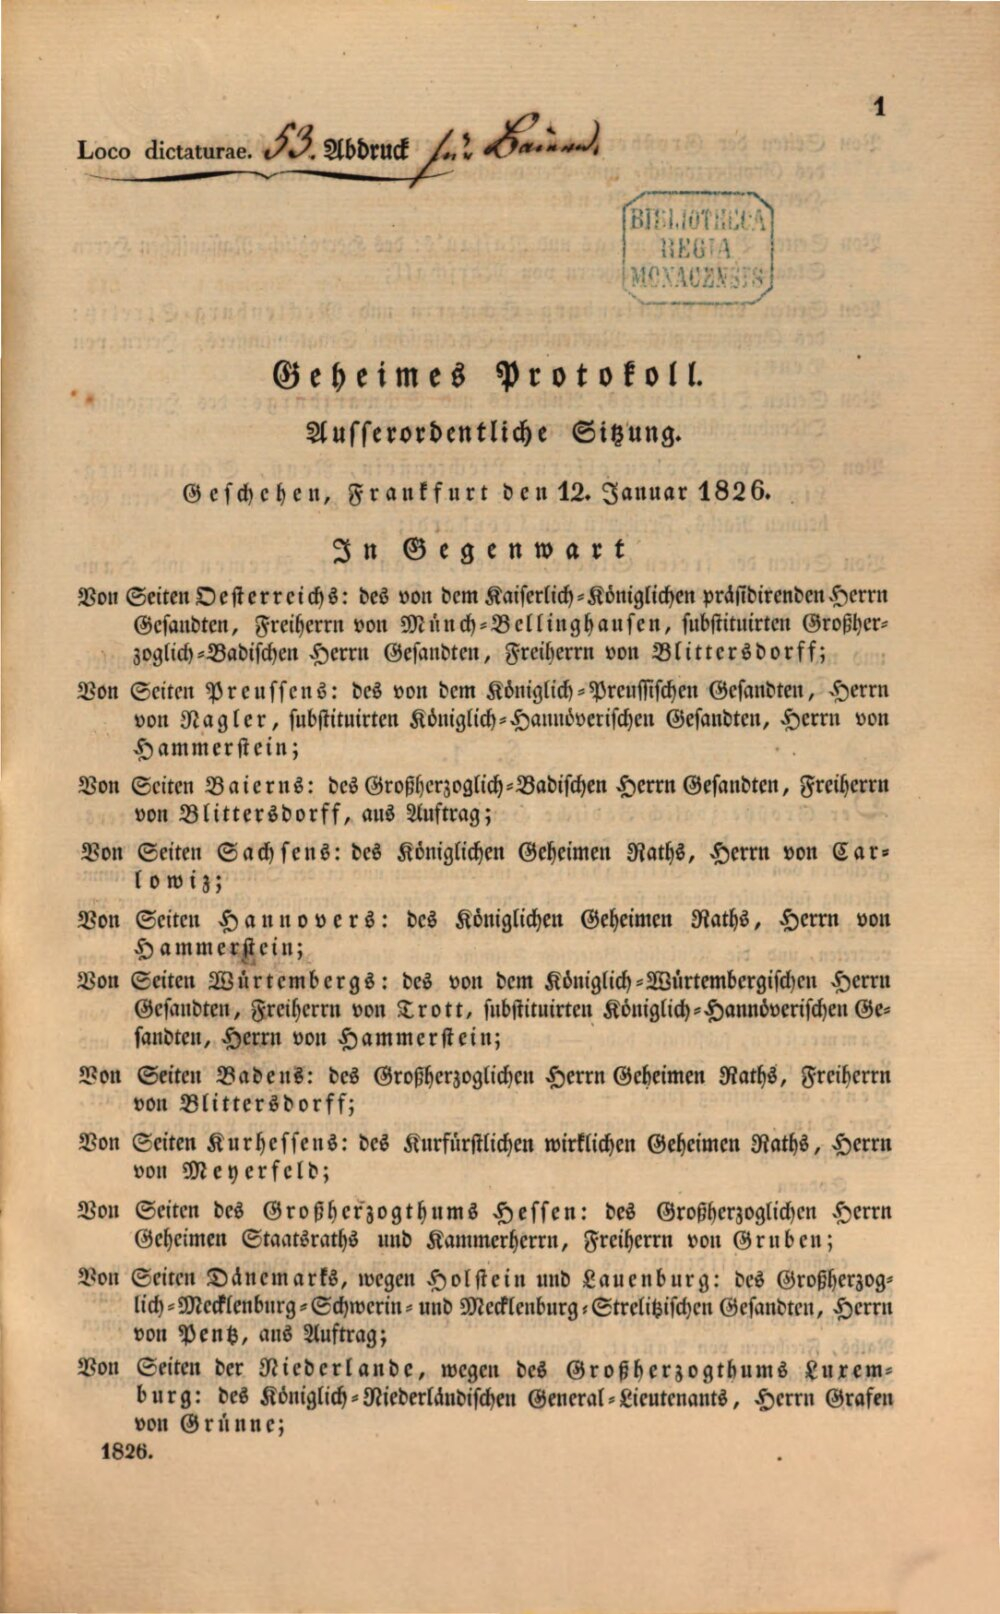 1
Loco dictaturae. 53. Abdruck für Baiern.
BIBLIOTHECA
REGIA
MONACENSIS
Geheimes Protokoll.
Ausserordentliche Sitzung.
Geschehen, Frankfurt den 12. Januar 1826.
In Gegenwart
Von Seiten Oesterreichs: des von dem Kaiserlich-Königlichen präsidirenden Herrn
Gesandten, Freiherrn von Münch-Bellinghausen, substituirten Großher-
zoglich-Badischen Herrn Gesandten, Freiherrn von Blittersdorff;
Von Seiten Preussens: des von dem Königlich-Preussischen Gesandten, Herrn
von Nagler, substituirten Königlich-Hannöverischen Gesandten, Herrn von
Hammerstein;
Von Seiten Baierns: des Großherzoglich-Badischen Herrn Gesandten, Freiherrn
von Blittersdorff, aus Auftrag;
Von Seiten Sachsens: des Königlichen Geheimen Raths, Herrn von Car-
lowiz;
Von Seiten Hannovers: des Königlichen Geheimen Raths, Herrn von
Hammerstein;
Von Seiten Würtembergs: des von dem Königlich-Würtembergischen Herrn
Gesandten, Freiherrn von Trott, substituirten Königlich-Hannöverischen Ge-
sandten, Herrn von Hammerstein;
Von Seiten Badens: des Großherzoglichen Herrn Geheimen Raths, Freiherrn
von Blittersdorff;
Von Seiten Kurhessens: des Kurfürstlichen wirklichen Geheimen Raths, Herrn
von Meyerfeld;
Von Seiten des Großherzogthums Hessen: des Großherzoglichen Herrn
Geheimen Staatsraths und Kammerherrn, Freiherrn von Gruben;
Von Seiten Dänemarks, wegen Holstein und Lauenburg: des Großherzog-
lich-Mecklenburg-Schwerin- und Mecklenburg-Strelitzischen Gesandten, Herrn
von Pentz, aus Auftrag;
Von Seiten der Niederlande, wegen des Großherzogthums Luxem-
burg: des Königlich-Niederländischen General-Lieutenants, Herrn Grafen
von Grünne;
1826.